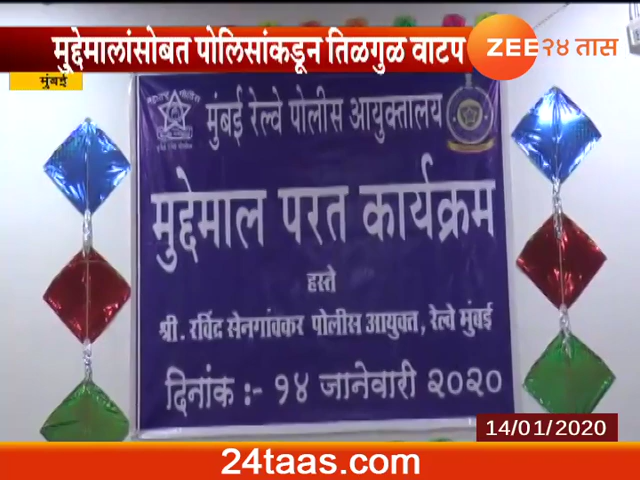 मुद्देमालांसोबत पोलिसांकडून तिळगुळ वाटप
ZEE २४ तास
मुंबई
मुंबई रेल्वे पोलीस आयुक्तालय
मुद्देमाल परत कार्यक्रम
हस्ते
श्री. रविंद्र सेनगांवकर पोलीस आयुक्त, रेल्वे मुंबई
दिनांक :- १४ जानेवारी २०२०
14/01/2020
24taas.com